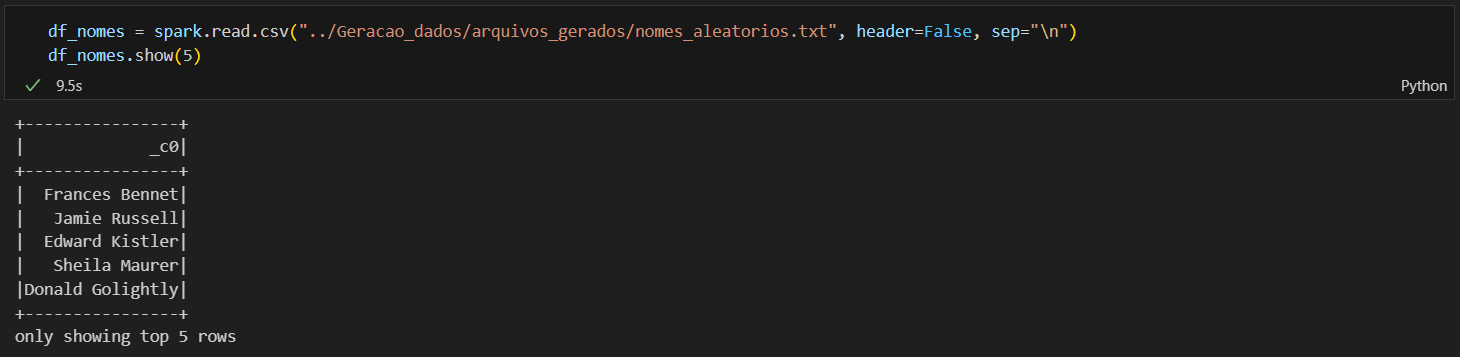 df_nomes = spark.read.csv("../Geracao_dados/arquivos_gerados/nomes_aleatorios.txt", header=False, sep="\n")
df_nomes.show(5)
✓ 9.5s Python
+----------------+
|             _c0|
+----------------+
|  Frances Bennet|
|   Jamie Russell|
|  Edward Kistler|
|   Sheila Maurer|
|Donald Golightly|
+----------------+
only showing top 5 rows